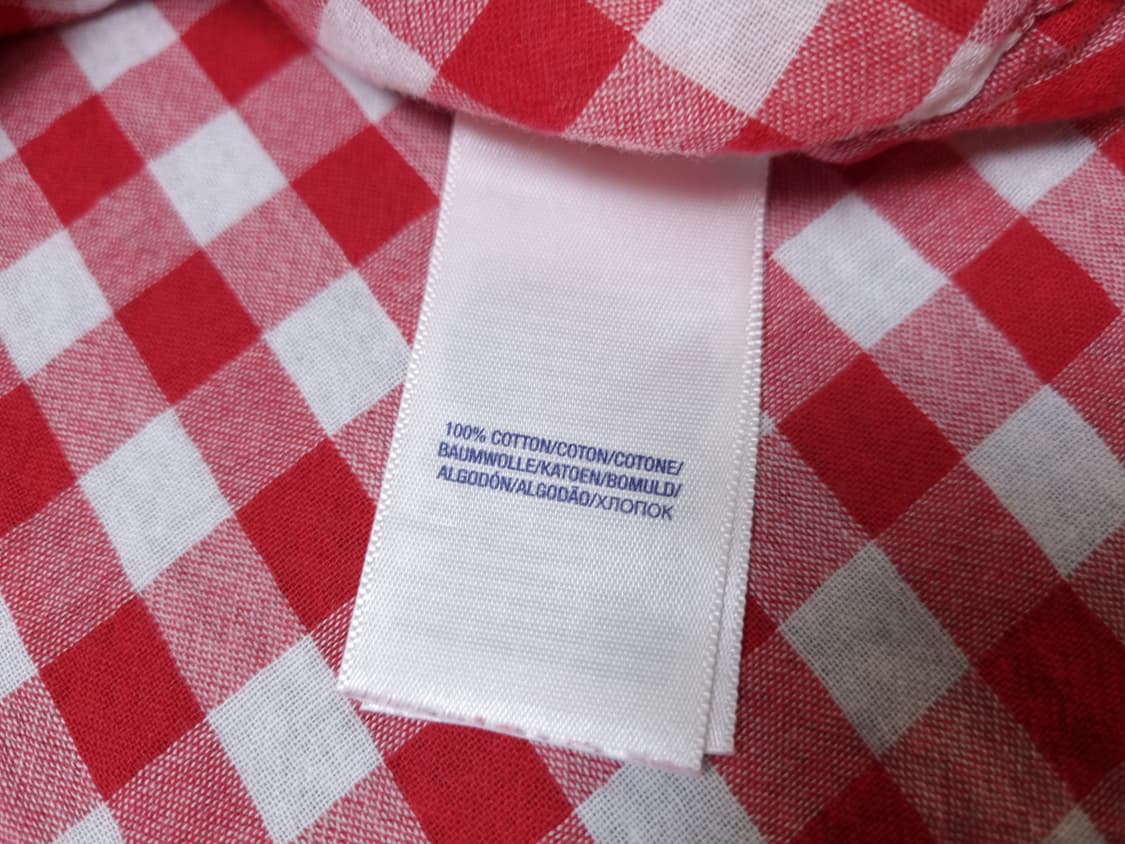 100% COTTON/COTON/COTONE/
BAUMWOLLE/KATOEN/BOMULD/
ALGODÓN/ALGODÃO/ХЛОПОК